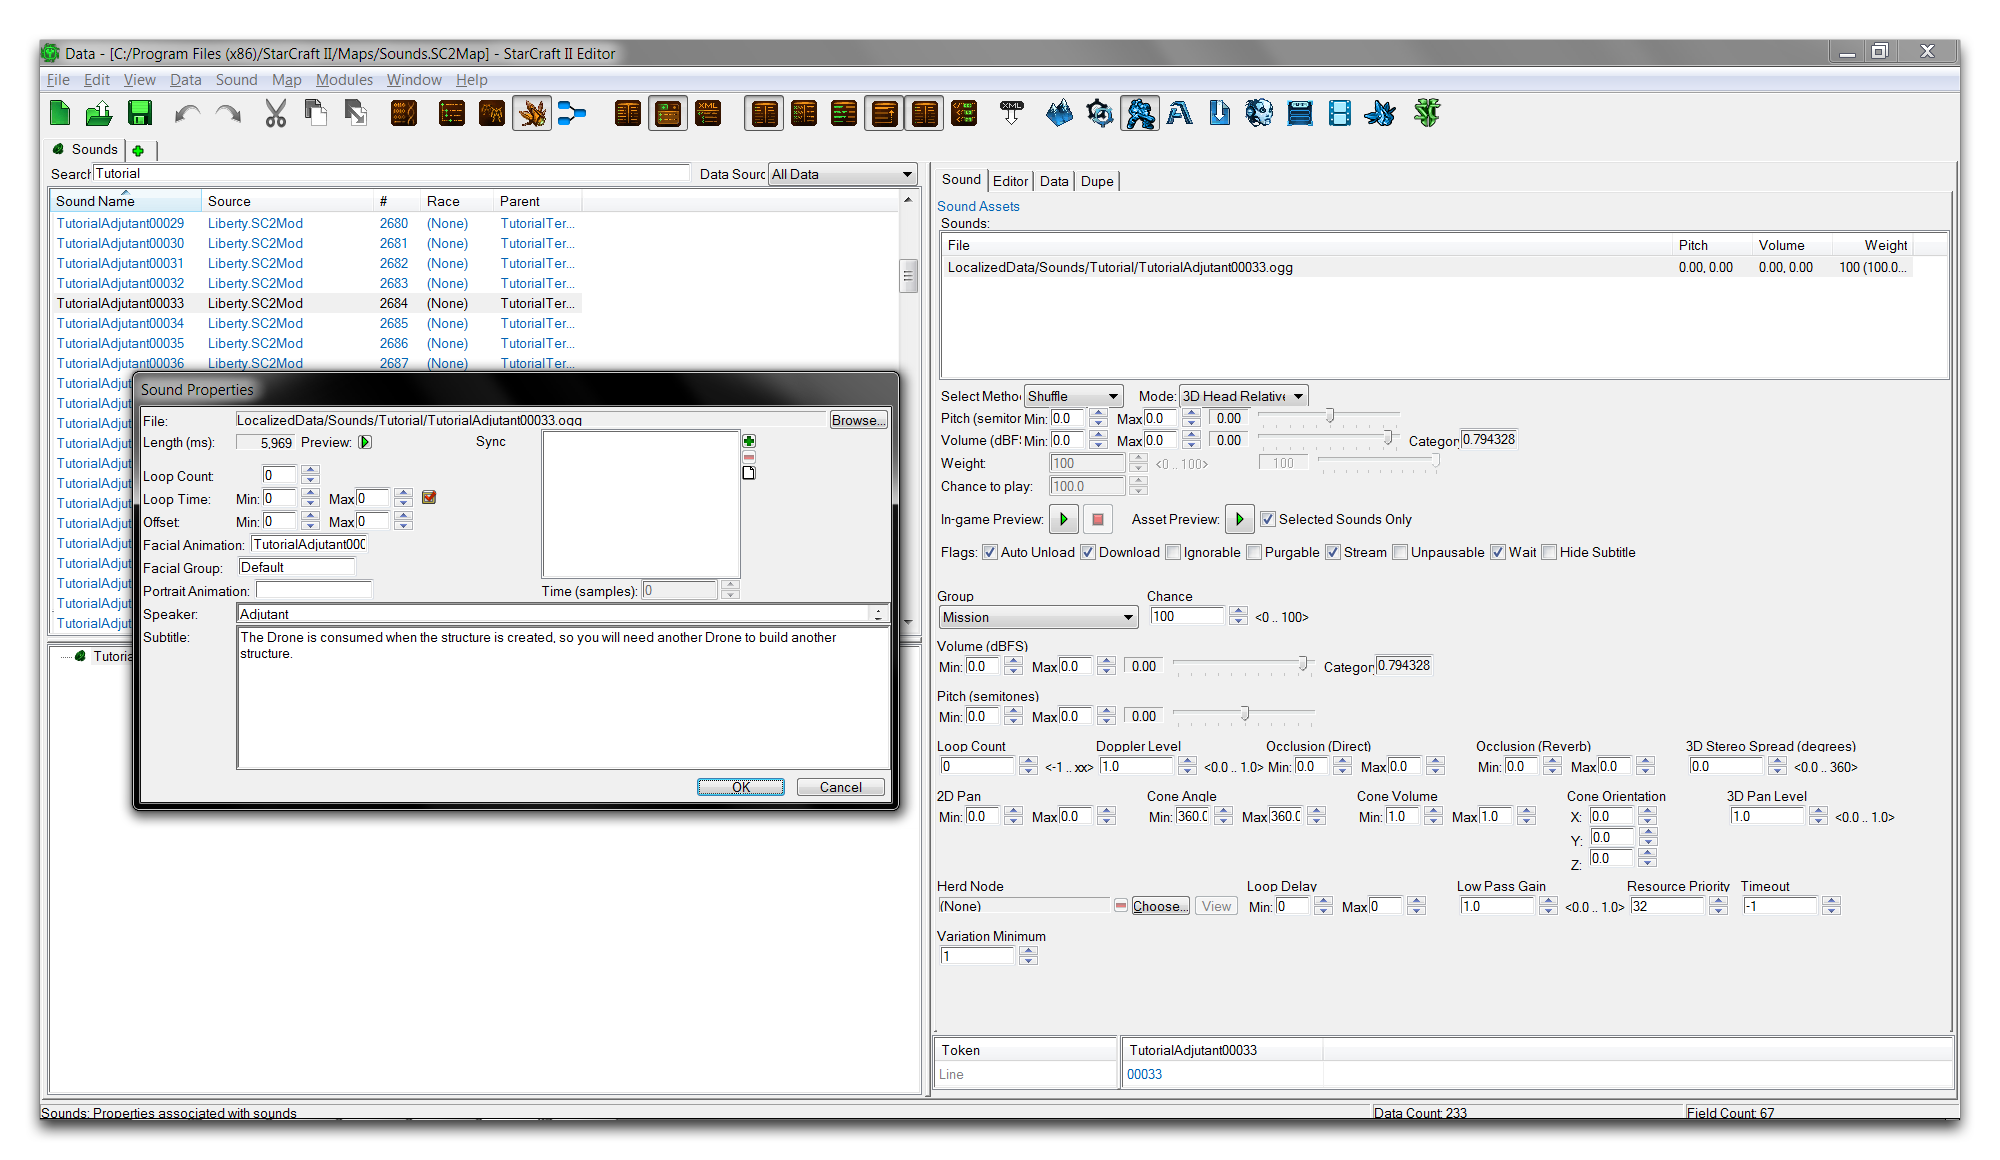 Data - [C:/Program Files (x86)/StarCraft II/Maps/Sounds.SC2Map] - StarCraft II Editor
File Edit View Data Sound Map Modules Window Help
Sounds
Search Tutorial Data Sourc All Data
Sound Name Source # Race Parent
TutorialAdjutant00029 Liberty.SC2Mod 2680 (None) TutorialTer...
TutorialAdjutant00030 Liberty.SC2Mod 2681 (None) TutorialTer...
TutorialAdjutant00031 Liberty.SC2Mod 2682 (None) TutorialTer...
TutorialAdjutant00032 Liberty.SC2Mod 2683 (None) TutorialTer...
TutorialAdjutant00033 Liberty.SC2Mod 2684 (None) TutorialTer...
TutorialAdjutant00034 Liberty.SC2Mod 2685 (None) TutorialTer...
TutorialAdjutant00035 Liberty.SC2Mod 2686 (None) TutorialTer...
TutorialAdjutant00036 Liberty.SC2Mod 2687 (None) TutorialTer...
TutorialAdjut
TutorialAdjut
TutorialAdjut
TutorialAdjut
TutorialAdjut
TutorialAdjut
TutorialAdjut
TutorialAdjut
TutorialAdjut
TutorialAdjut
TutorialAdjut
TutorialAdjut
TutorialAdjut
Tutoria
Sound Properties
File: LocalizedData/Sounds/Tutorial/TutorialAdjutant00033.ogg Browse...
Length (ms): 5,969 Preview: Sync
Loop Count: 0
Loop Time: Min: 0 Max 0
Offset: Min: 0 Max 0
Facial Animation: TutorialAdjutant000
Facial Group: Default
Portrait Animation: Time (samples): 0
Speaker: Adjutant
Subtitle: The Drone is consumed when the structure is created, so you will need another Drone to build another
structure.
OK Cancel
Sound Editor Data Dupe
Sound Assets
Sounds:
File Pitch Volume Weight
LocalizedData/Sounds/Tutorial/TutorialAdjutant00033.ogg 0.00, 0.00 0.00, 0.00 100 (100.0...
Select Metho Shuffle Mode: 3D Head Relative
Pitch (semitor Min: 0.0 Max 0.0 0.00
Volume (dBFS Min: 0.0 Max 0.0 0.00 Categor 0.794328
Weight: 100 <0 .. 100> 100
Chance to play: 100.0
In-game Preview: Asset Preview: Selected Sounds Only
Flags: Auto Unload Download Ignorable Purgable Stream Unpausable Wait Hide Subtitle
Group Chance
Mission 100 <0 .. 100>
Volume (dBFS)
Min: 0.0 Max 0.0 0.00 Categor 0.794328
Pitch (semitones)
Min: 0.0 Max 0.0 0.00
Loop Count Doppler Level Occlusion (Direct) Occlusion (Reverb) 3D Stereo Spread (degrees)
0 <-1 .. xx> 1.0 <0.0 .. 1.0> Min: 0.0 Max 0.0 Min: 0.0 Max 0.0 0.0 <0.0 .. 360>
2D Pan Cone Angle Cone Volume Cone Orientation 3D Pan Level
Min: 0.0 Max 0.0 Min: 360.0 Max 360.0 Min: 1.0 Max 1.0 X: 0.0 1.0 <0.0 .. 1.0>
Y: 0.0
Z: 0.0
Herd Node Loop Delay Low Pass Gain Resource Priority Timeout
(None) Choose... View Min: 0 Max 0 1.0 <0.0 .. 1.0> 32 -1
Variation Minimum
1
Token TutorialAdjutant00033
Line 00033
Sounds: Properties associated with sounds Data Count: 233 Field Count: 67